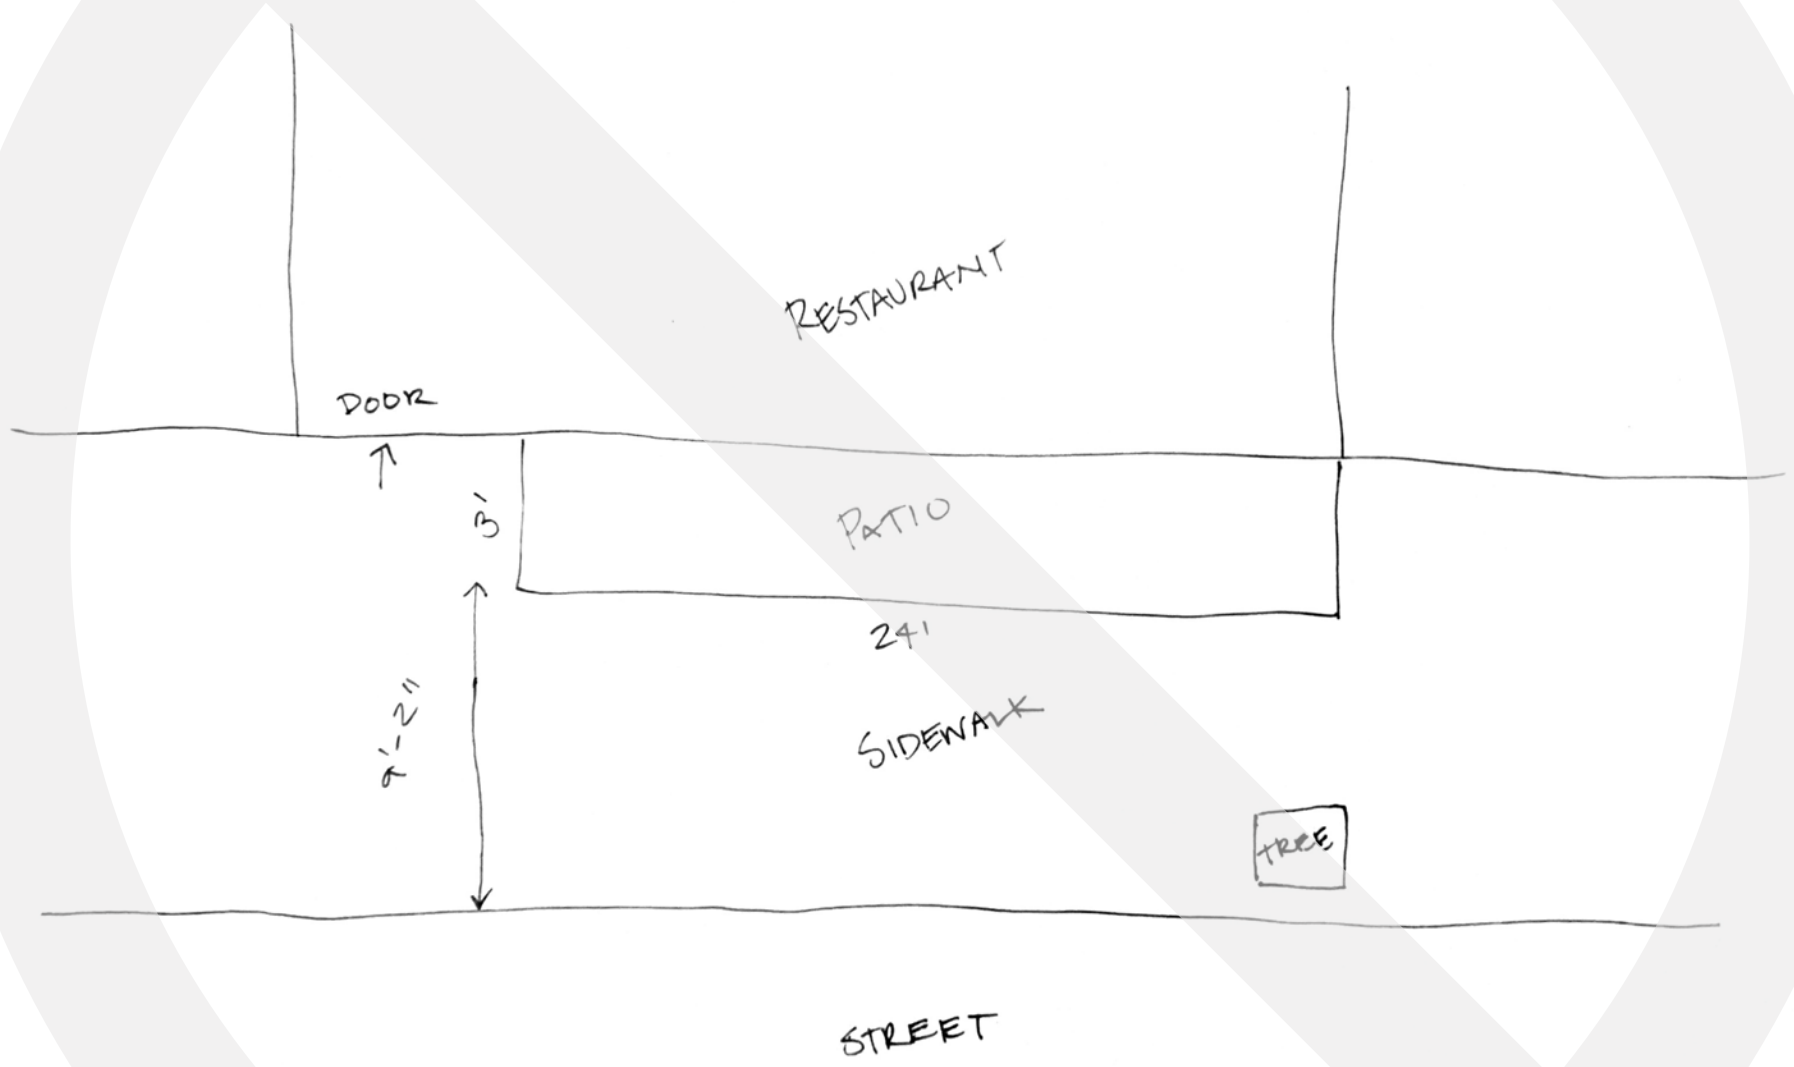 RESTAURANT
DOOR
3'
PATIO
24'
9'-2"
SIDEWALK
TREE
STREET